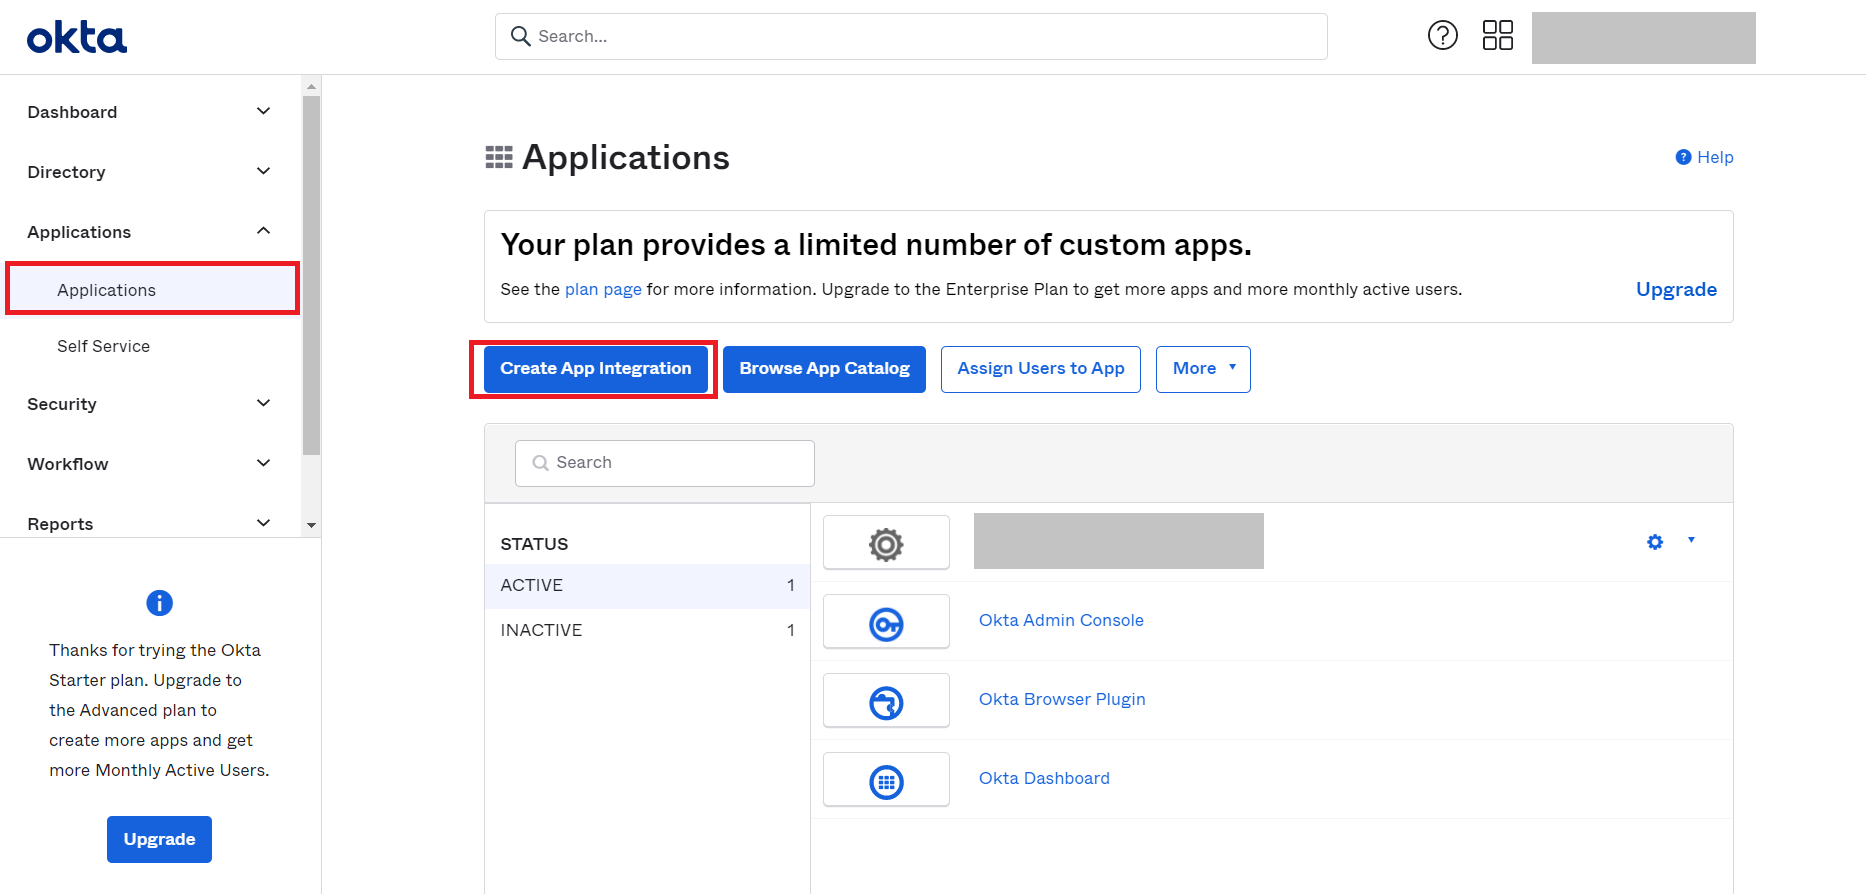 okta
Search...
Dashboard
Directory
Applications
Applications
Self Service
Security
Workflow
Reports
Thanks for trying the Okta
Starter plan. Upgrade to
the Advanced plan to
create more apps and get
more Monthly Active Users.
Upgrade
Applications
Help
Your plan provides a limited number of custom apps.
See the plan page for more information. Upgrade to the Enterprise Plan to get more apps and more monthly active users.
Upgrade
Create App Integration Browse App Catalog Assign Users to App More
Search
STATUS
ACTIVE 1
INACTIVE 1
Okta Admin Console
Okta Browser Plugin
Okta Dashboard